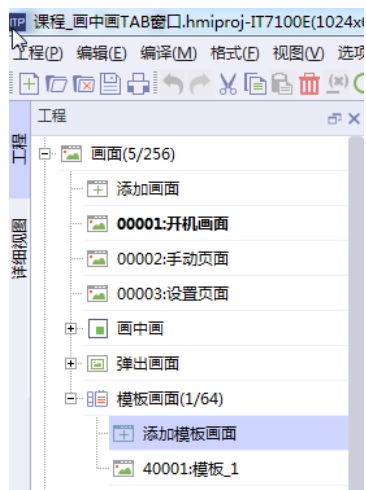 ITP 课程_画中画TAB窗口.hmiproj-IT7100E(1024x6
工程(P) 编辑(E) 编译(M) 格式(F) 视图(V) 选项
工程
工程
详细视图
画面(5/256)
添加画面
00001:开机画面
00002:手动页面
00003:设置页面
画中画
弹出画面
模板画面(1/64)
添加模板画面
40001:模板_1